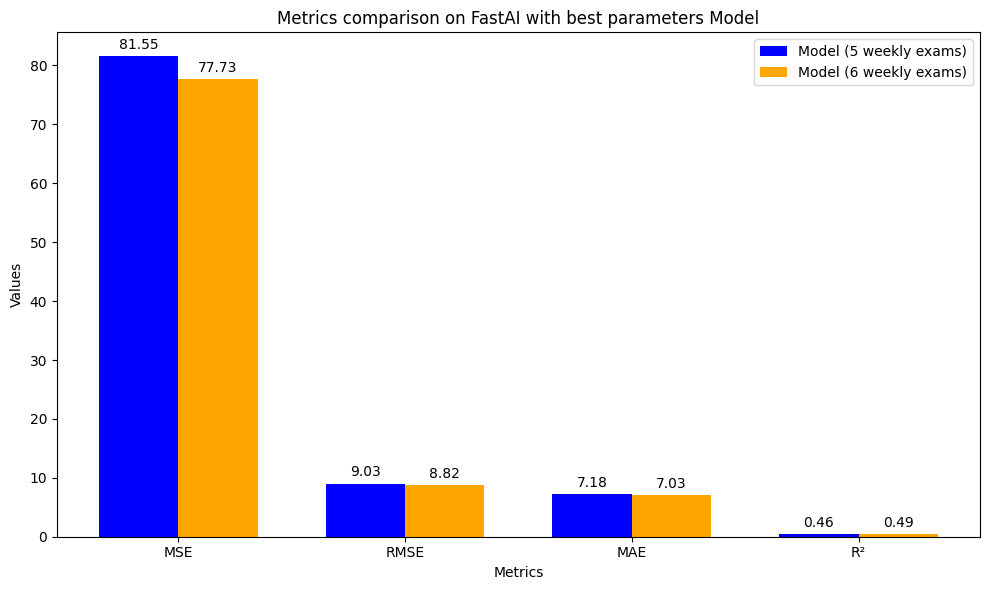 Metrics comparison on FastAI with best parameters Model
Model (5 weekly exams)
Model (6 weekly exams)
Values
80
70
60
50
40
30
20
10
0
81.55
77.73
9.03
8.82
7.18
7.03
0.46
0.49
MSE
RMSE
MAE
R²
Metrics